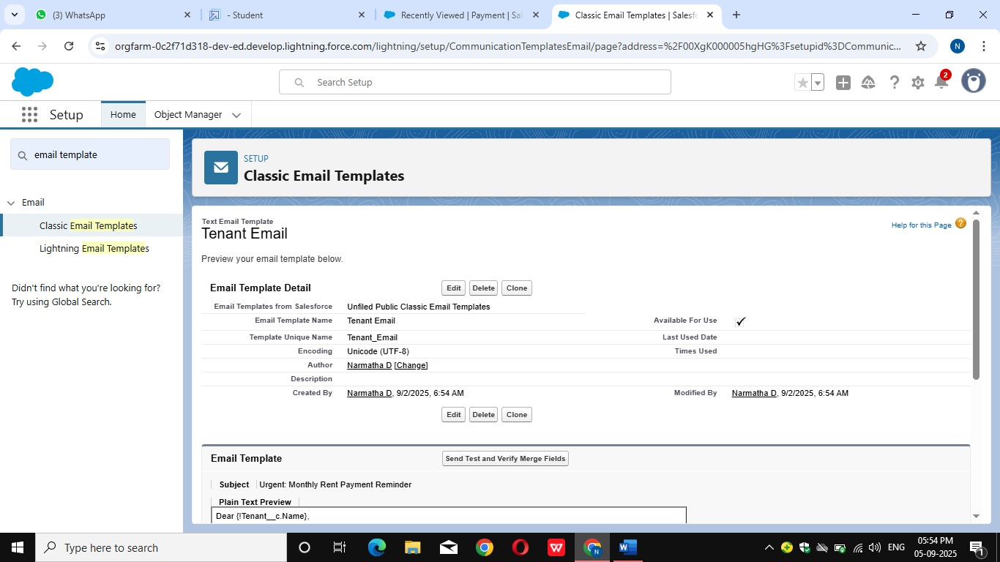 (3) WhatsApp
- Student
Recently Viewed | Payment | Sal
Classic Email Templates | Salesfo
orgfarm-0c2f71d318-dev-ed.develop.lightning.force.com/lightning/setup/CommunicationTemplatesEmail/page?address=%2F00XgK000005hgHG%3Fsetupid%3DCommunic...
N
Search Setup
2
Setup
Home
Object Manager
email template
Email
Classic Email Templates
Lightning Email Templates
Didn't find what you're looking for?
Try using Global Search.
SETUP
Classic Email Templates
Text Email Template
Tenant Email
Help for this Page
Preview your email template below.
Email Template Detail
Edit Delete Clone
Email Templates from Salesforce Unfiled Public Classic Email Templates
Email Template Name Tenant Email Available For Use
Template Unique Name Tenant_Email Last Used Date
Encoding Unicode (UTF-8) Times Used
Author Narmatha D [Change]
Description
Created By Narmatha D, 9/2/2025, 6:54 AM Modified By Narmatha D, 9/2/2025, 6:54 AM
Edit Delete Clone
Email Template Send Test and Verify Merge Fields
Subject Urgent: Monthly Rent Payment Reminder
Plain Text Preview
Dear {!Tenant__c.Name},
Type here to search
ENG
05:54 PM
05-09-2025
1